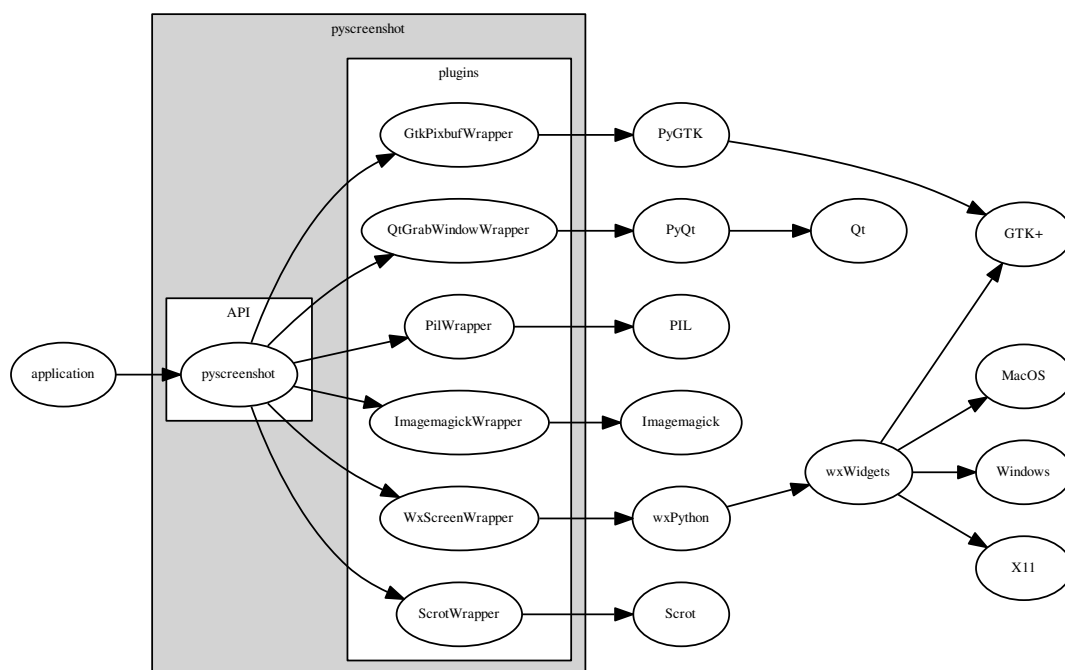 pyscreenshot
plugins
GtkPixbufWrapper
PyGTK
QtGrabWindowWrapper
PyQt
Qt
GTK+
API
PilWrapper
PIL
application
pyscreenshot
MacOS
ImagemagickWrapper
Imagemagick
wxWidgets
Windows
WxScreenWrapper
wxPython
X11
ScrotWrapper
Scrot